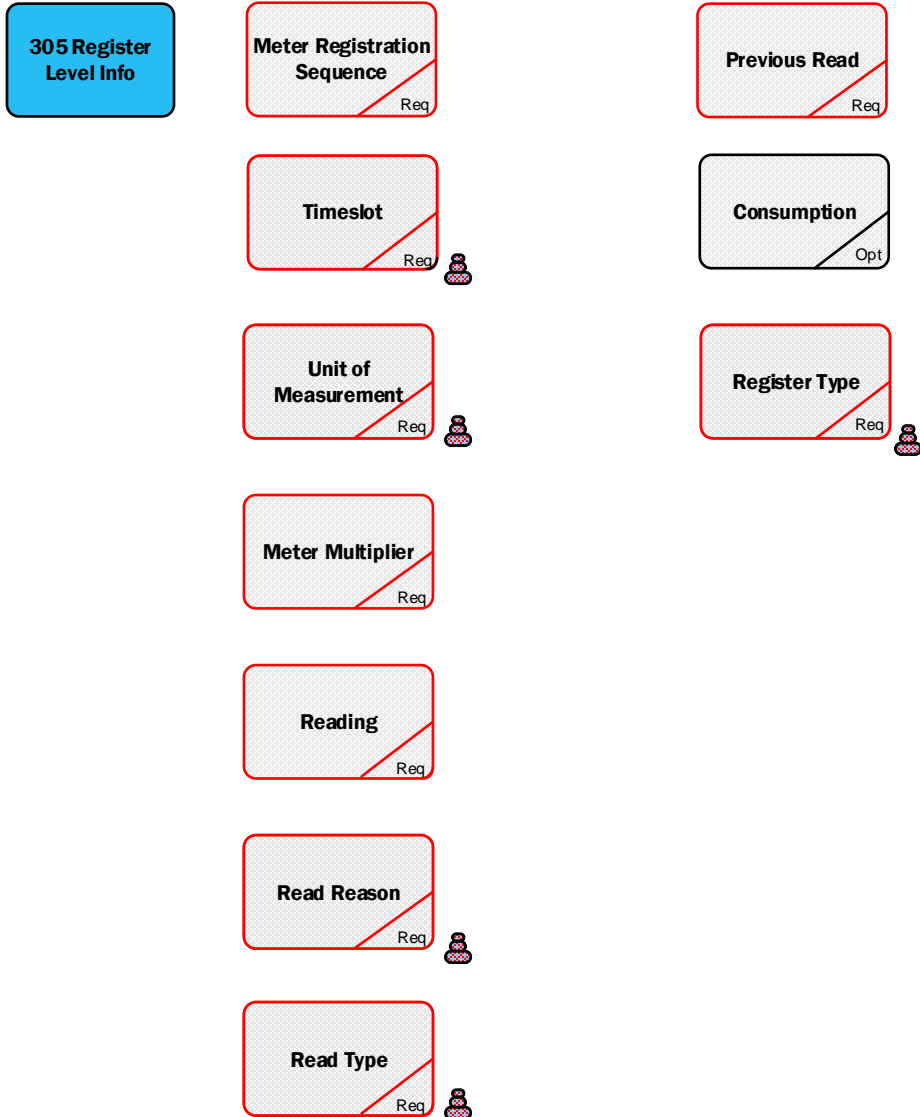 305 Register
Level Info
Meter Registration
Sequence
Req
Previous Read
Req
Timeslot
Req
Consumption
Opt
Unit of
Measurement
Req
Register Type
Req
Meter Multiplier
Req
Reading
Req
Read Reason
Req
Read Type
Req